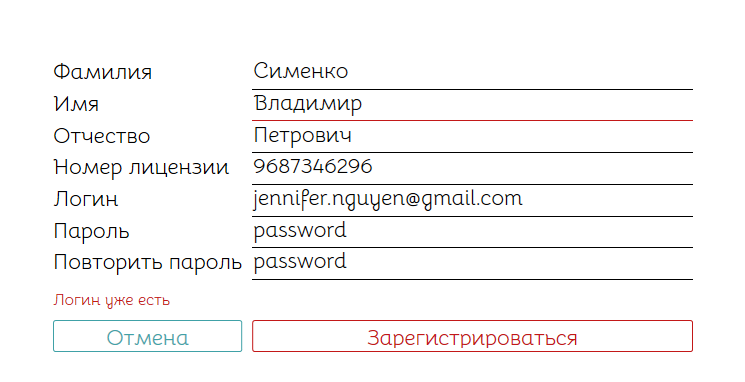 Фамилия Сименко
Имя Владимир
Отчество Петрович
Номер лицензии 9687346296
Логин jennifer.nguyen@gmail.com
Пароль password
Повторить пароль password
Логин уже есть
Отмена Зарегистрироваться